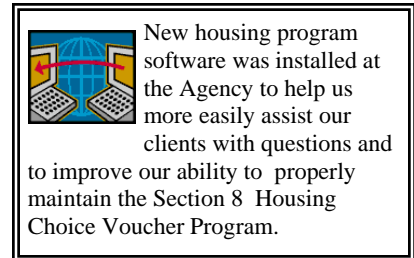 New housing program
software was installed at
the Agency to help us
more easily assist our
clients with questions and
to improve our ability to properly
maintain the Section 8 Housing
Choice Voucher Program.